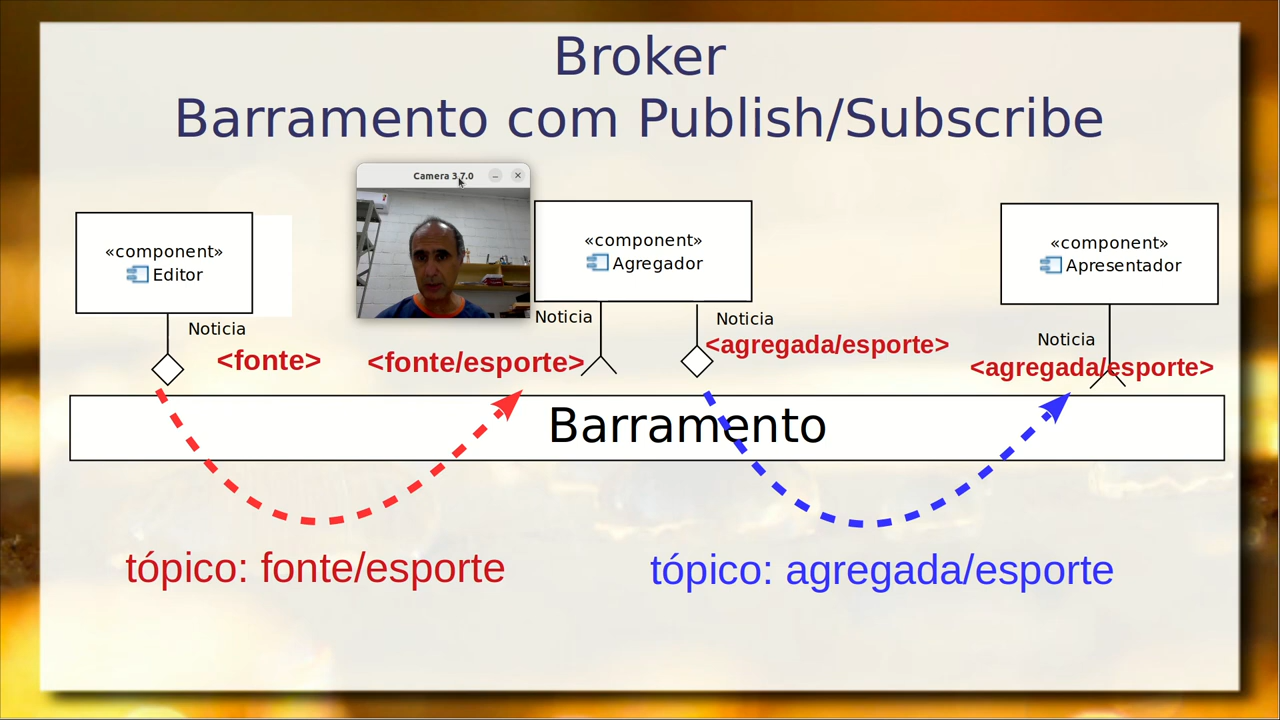 Broker
Barramento com Publish/Subscribe
Camera 3.7.0
«component»
Editor
«component»
Agregador
«component»
Apresentador
Noticia
<fonte>
Noticia
<fonte/esporte>
Noticia
<agregada/esporte>
Noticia
<agregada/esporte>
Barramento
tópico: fonte/esporte
tópico: agregada/esporte